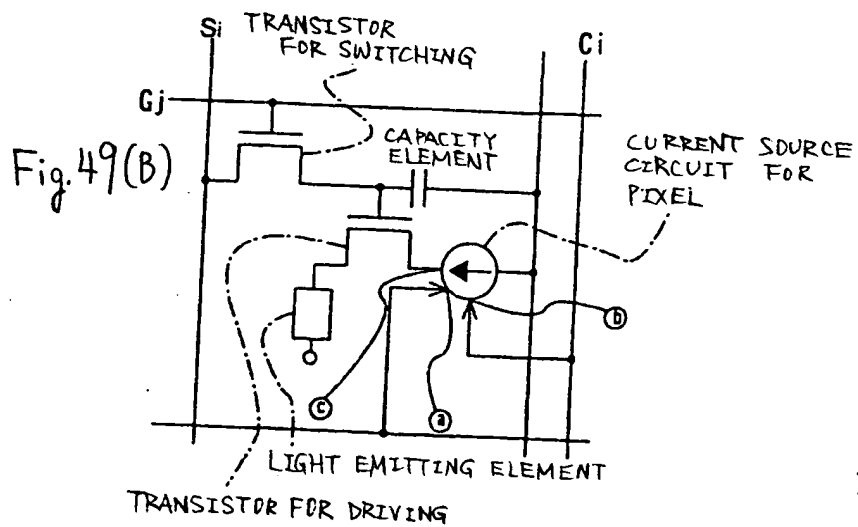 Si
TRANSISTOR
FOR SWITCHING
Ci
Gj
Fig. 49(B)
CAPACITY
ELEMENT
CURRENT SOURCE
CIRCUIT FOR
PIXEL
b
c
a
LIGHT EMITTING ELEMENT
TRANSISTOR FOR DRIVING